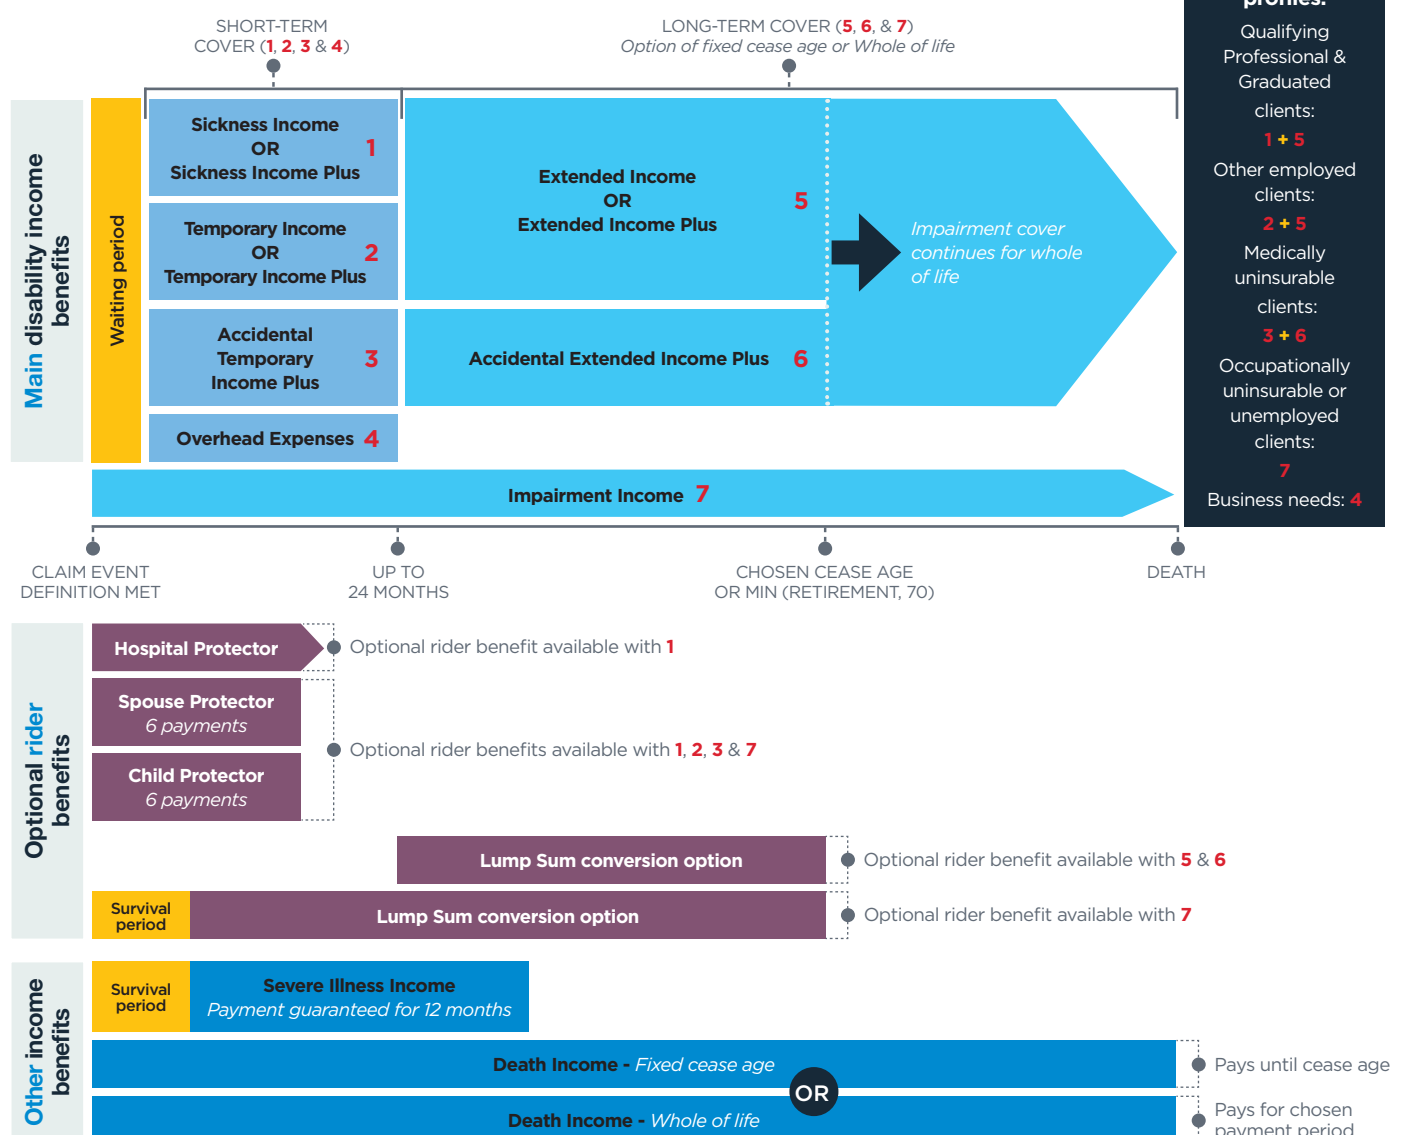 SHORT-TERM
COVER (1, 2, 3 & 4)
LONG-TERM COVER (5, 6, & 7)
Option of fixed cease age or Whole of life
Main disability income
benefits
Waiting period
Sickness Income
OR
Sickness Income Plus
1
Temporary Income
OR
Temporary Income Plus
2
Accidental
Temporary
Income Plus
3
Overhead Expenses 4
Extended Income
OR
Extended Income Plus
5
Accidental Extended Income Plus 6
Impairment cover
continues for whole
of life
Impairment Income 7
profiles:
Qualifying
Professional &
Graduated
clients:
1 + 5
Other employed
clients:
2 + 5
Medically
uninsurable
clients:
3 + 6
Occupationally
uninsurable or
unemployed
clients:
7
Business needs: 4
CLAIM EVENT
DEFINITION MET
UP TO
24 MONTHS
CHOSEN CEASE AGE
OR MIN (RETIREMENT, 70)
DEATH
Optional rider
benefits
Hospital Protector
Optional rider benefit available with 1
Spouse Protector
6 payments
Child Protector
6 payments
Optional rider benefits available with 1, 2, 3 & 7
Lump Sum conversion option
Optional rider benefit available with 5 & 6
Survival
period
Lump Sum conversion option
Optional rider benefit available with 7
Other income
benefits
Survival
period
Severe Illness Income
Payment guaranteed for 12 months
Death Income - Fixed cease age
Pays until cease age
OR
Death Income - Whole of life
Pays for chosen
payment period